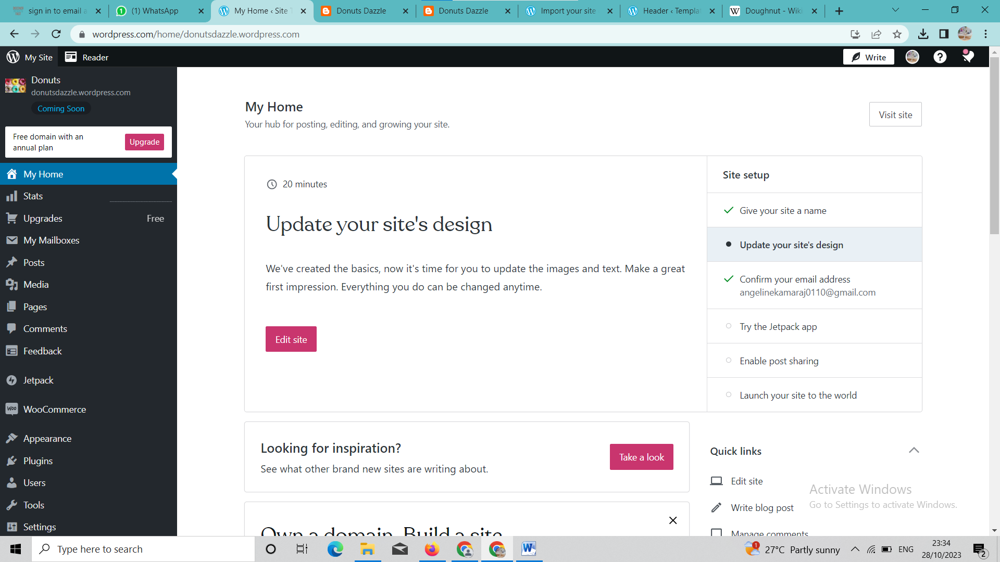 sign in to email a
(1) WhatsApp
My Home ‹ Site T
Donuts Dazzle
Donuts Dazzle
Import your site
Header ‹ Templat
Doughnut - Wiki
wordpress.com/home/donutsdazzle.wordpress.com
My Site
Reader
Write
Donuts
donutsdazzle.wordpress.com
Coming Soon
Free domain with an
annual plan
Upgrade
My Home
Stats
Upgrades
Free
My Mailboxes
Posts
Media
Pages
Comments
Feedback
Jetpack
WooCommerce
Appearance
Plugins
Users
Tools
Settings
My Home
Your hub for posting, editing, and growing your site.
Visit site
20 minutes
Update your site's design
We've created the basics, now it's time for you to update the images and text. Make a great
first impression. Everything you do can be changed anytime.
Edit site
Site setup
Give your site a name
Update your site's design
Confirm your email address
angelinekamaraj0110@gmail.com
Try the Jetpack app
Enable post sharing
Launch your site to the world
Looking for inspiration?
See what other brand new sites are writing about.
Take a look
Quick links
Edit site
Write blog post
Manage comments
Own a domain. Build a site.
Activate Windows
Go to Settings to activate Windows.
Type here to search
27°C Partly sunny
ENG
23:34
28/10/2023
2